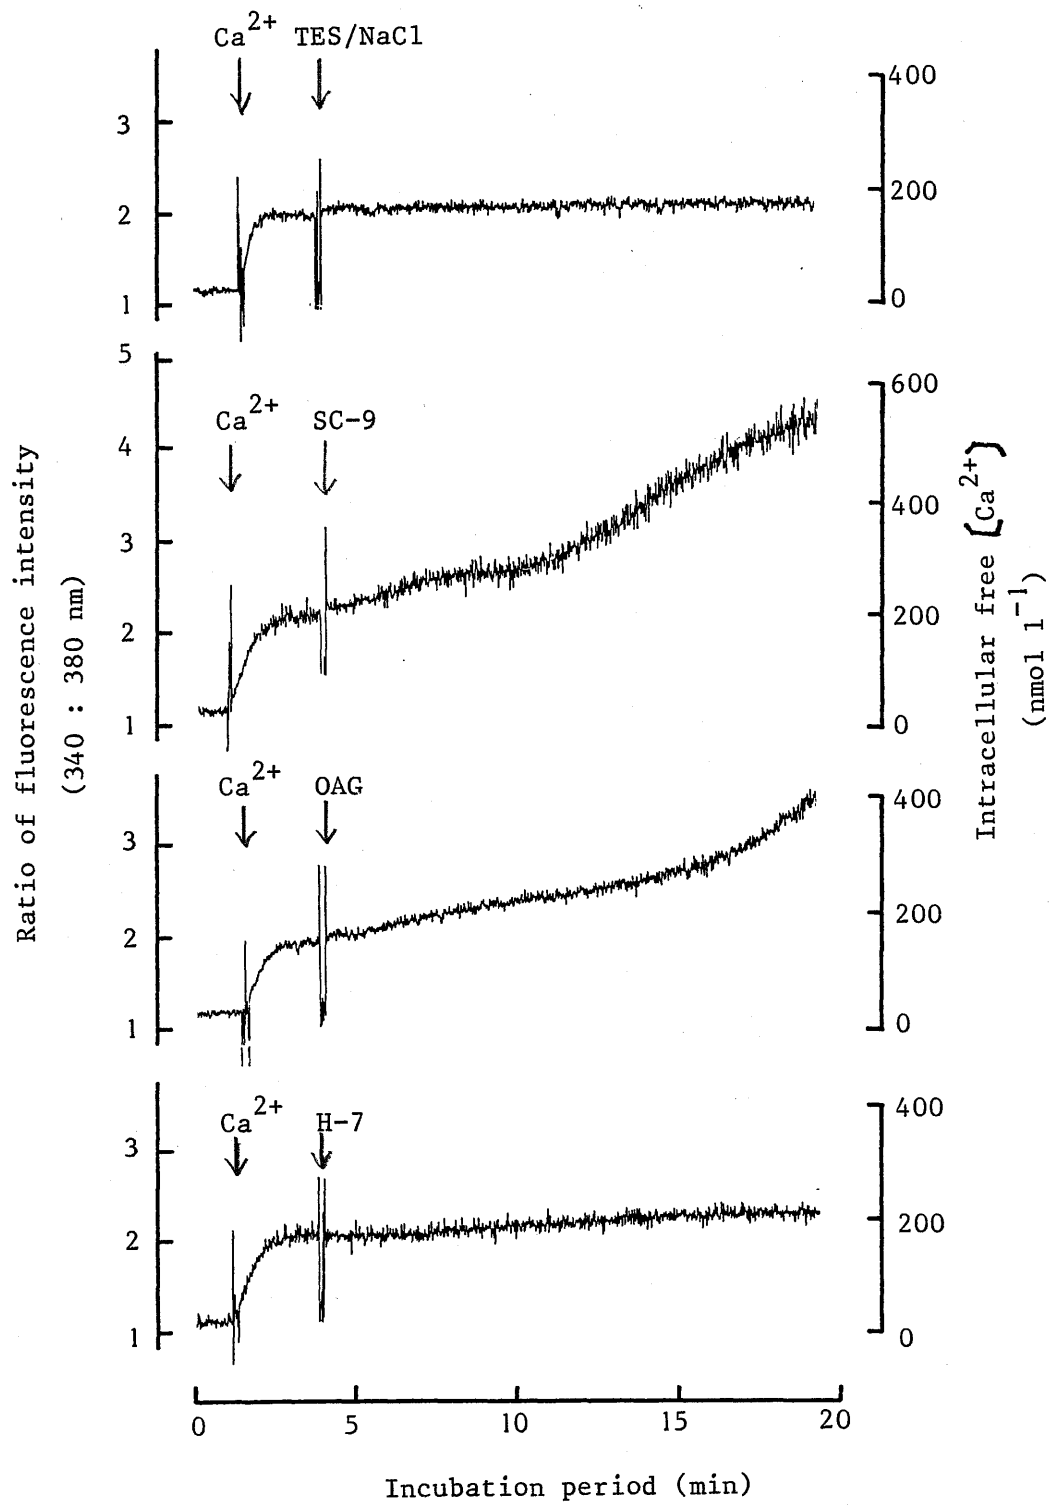 Ca2+ TES/NaCl
3
2
1
400
200
0
5
4
3
2
1
Ca2+ SC-9
600
400
200
0
Ca2+ OAG
3
2
1
400
200
0
Ca2+ H-7
3
2
1
400
200
0
Ratio of fluorescence intensity
(340 : 380 nm)
Intracellular free [Ca2+]
(nmol l-1)
0 5 10 15 20
Incubation period (min)